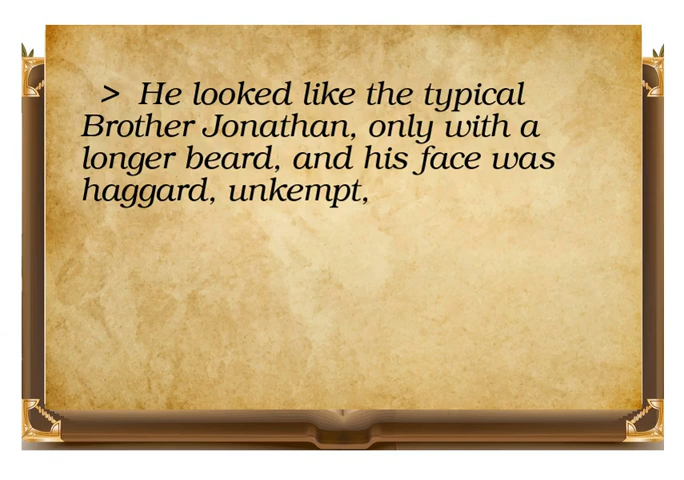 > He looked like the typical
Brother Jonathan, only with a
longer beard, and his face was
haggard, unkempt,